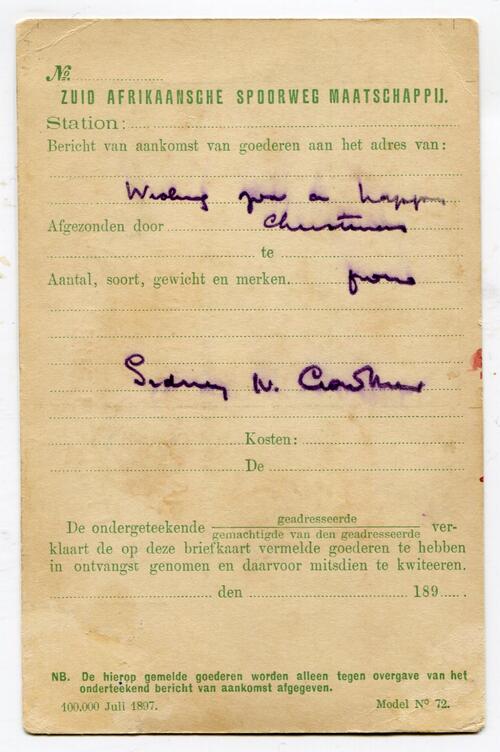 No.
ZUID AFRIKAANSCHE SPOORWEG MAATSCHAPPIJ.
Station:
Bericht van aankomst van goederen aan het adres van:
Wishing you a happy
Afgezonden door Christmas
te
Aantal, soort, gewicht en merken. from
Sidney W. Crowther
Kosten:
De
De ondergeteekende geadresseerde / gemachtigde van den geadresseerde ver-
klaart de op deze briefkaart vermelde goederen te hebben
in ontvangst genomen en daarvoor mitsdien te kwiteeren.
den 189
NB. De hierop gemelde goederen worden alleen tegen overgave van het
onderteekend bericht van aankomst afgegeven.
100,000 Juli 1897. Model No 72.